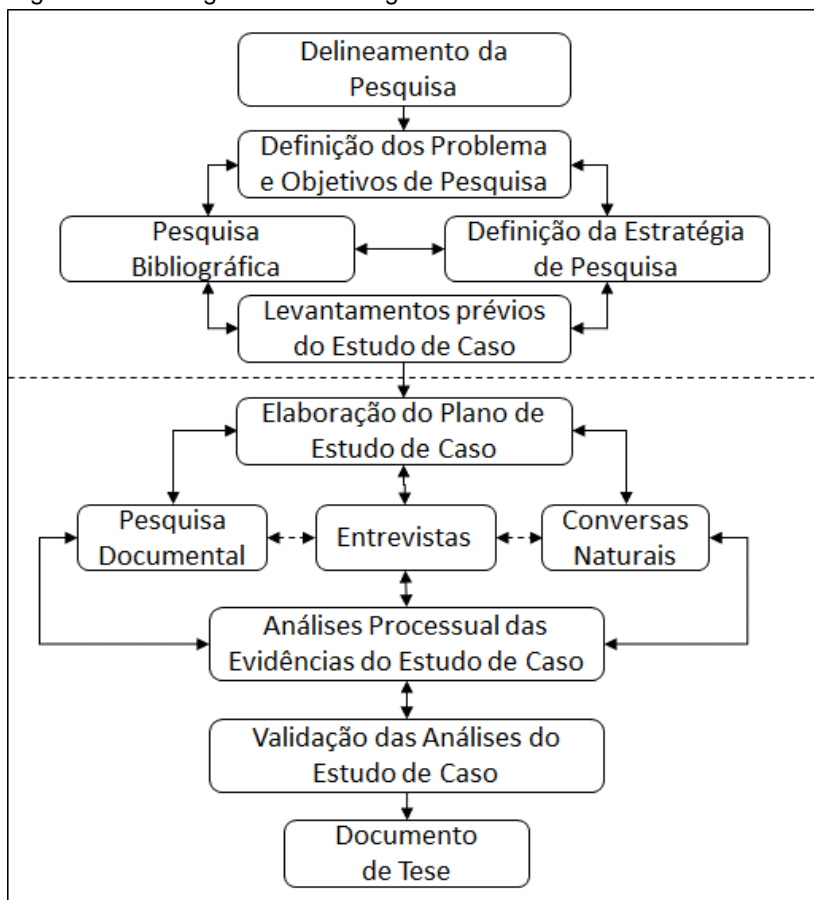 Delineamento da
Pesquisa
Definição dos Problema
e Objetivos de Pesquisa
Pesquisa
Bibliográfica
Definição da Estratégia
de Pesquisa
Levantamentos prévios
do Estudo de Caso
Elaboração do Plano de
Estudo de Caso
Pesquisa
Documental
Entrevistas
Conversas
Naturais
Análises Processual das
Evidências do Estudo de Caso
Validação das Análises do
Estudo de Caso
Documento
de Tese